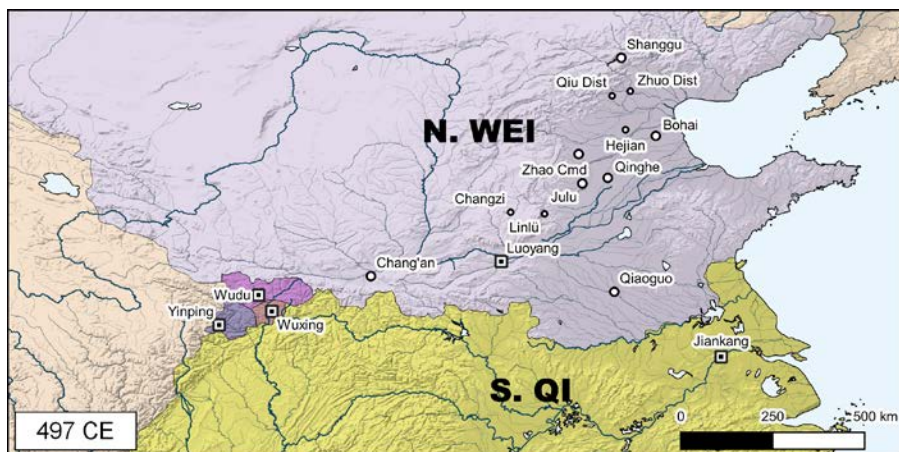 Shanggu
Qiu Dist
Zhuo Dist
N. WEI
Bohai
Hejian
Zhao Cmd
Qinghe
Julu
Changzi
Linlü
Luoyang
Chang'an
Wudu
Qiaoguo
Yinping
Wuxing
Jiankang
S. QI
0 250 500 km
497 CE